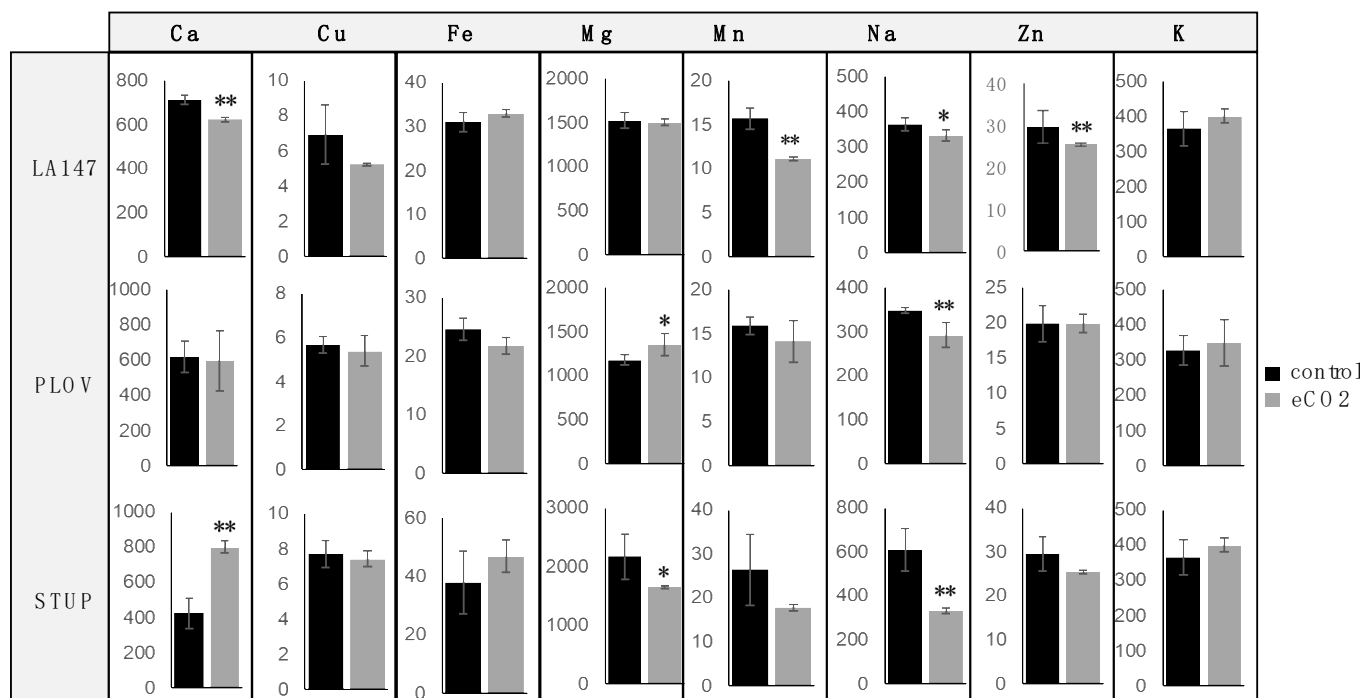 Ca Cu Fe Mg Mn Na Zn K
LA147
800 600 400 200 0
**
10 8 6 4 2 0
40 30 20 10 0
2000 1500 1000 500 0
20 15 10 5 0
**
500 400 300 200 100 0
*
40 30 20 10 0
**
500 400 300 200 100 0
PLOV
1000 800 600 400 200 0
8 6 4 2 0
30 20 10 0
2000 1500 1000 500 0
*
20 15 10 5 0
400 300 200 100 0
**
25 20 15 10 5 0
500 400 300 200 100 0
control
eCO2
STUP
1000 800 600 400 200 0
**
10 8 6 4 2 0
60 40 20 0
3000 2000 1000 0
*
40 30 20 10 0
800 600 400 200 0
**
40 30 20 10 0
500 400 300 200 100 0